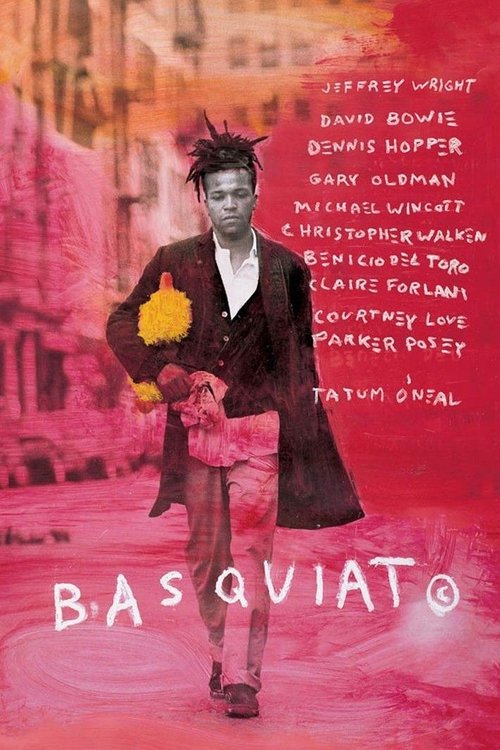 JEFFREY WRIGHT
DAVID BOWIE
DENNIS HOPPER
GARY OLDMAN
MICHAEL WINCOTT
CHRISTOPHER WALKEN
BENICIO DEL TORO
CLAIRE FORLANI
COURTNEY LOVE
PARKER POSEY
TATUM O'NEAL
BASQUIAT ©